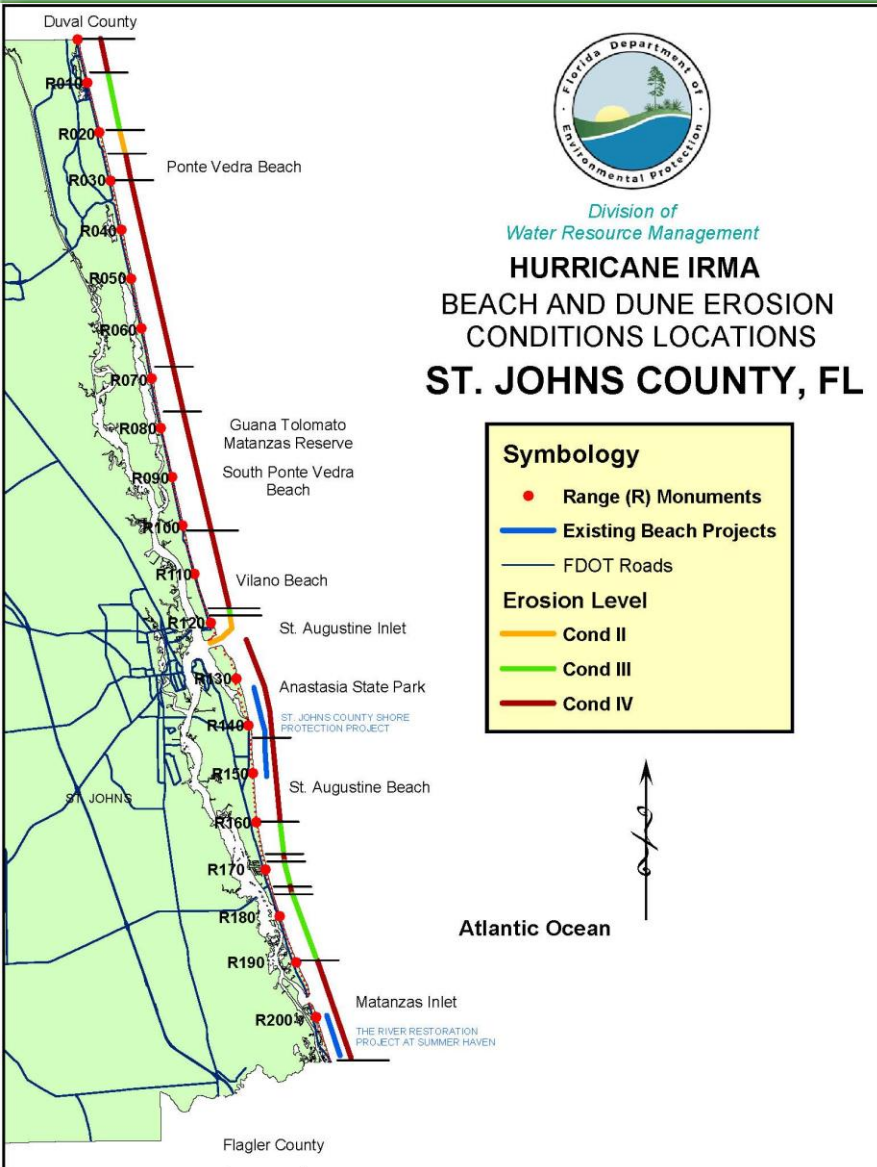 Duval County
R010
R020
R030
R040
R050
R060
R070
R080
R090
R100
R110
R120
R130
R140
R150
R160
R170
R180
R190
R200
Ponte Vedra Beach
Guana Tolomato
Matanzas Reserve
South Ponte Vedra
Beach
Vilano Beach
St. Augustine Inlet
Anastasia State Park
ST. JOHNS COUNTY SHORE
PROTECTION PROJECT
St. Augustine Beach
ST. JOHNS
Matanzas Inlet
THE RIVER RESTORATION
PROJECT AT SUMMER HAVEN
Flagler County
Atlantic Ocean
Florida Department of
Environmental Protection
Division of
Water Resource Management
HURRICANE IRMA
BEACH AND DUNE EROSION
CONDITIONS LOCATIONS
ST. JOHNS COUNTY, FL
Symbology
Range (R) Monuments
Existing Beach Projects
FDOT Roads
Erosion Level
Cond II
Cond III
Cond IV